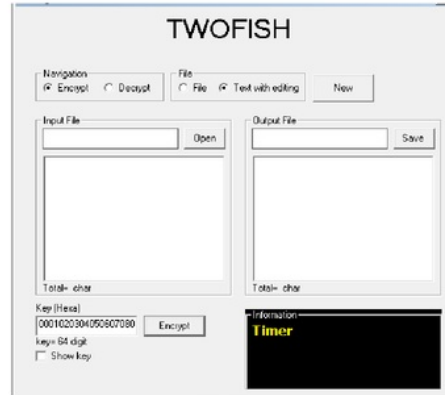 TWOFISH
Navigation
Encrypt Decrypt
File
File Text with editing
New
Input File
Open
Total= char
Output File
Save
Total= char
Key (Hexa)
0001020304050607080
Encrypt
key= 64 digit
Show key
Information
Timer